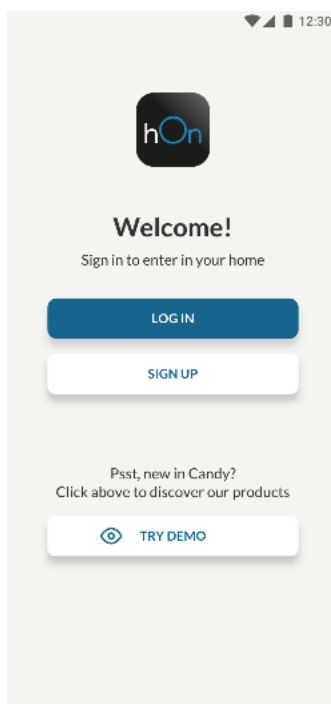 12:30
hOn
Welcome!
Sign in to enter in your home
LOG IN
SIGN UP
Psst, new in Candy?
Click above to discover our products
TRY DEMO